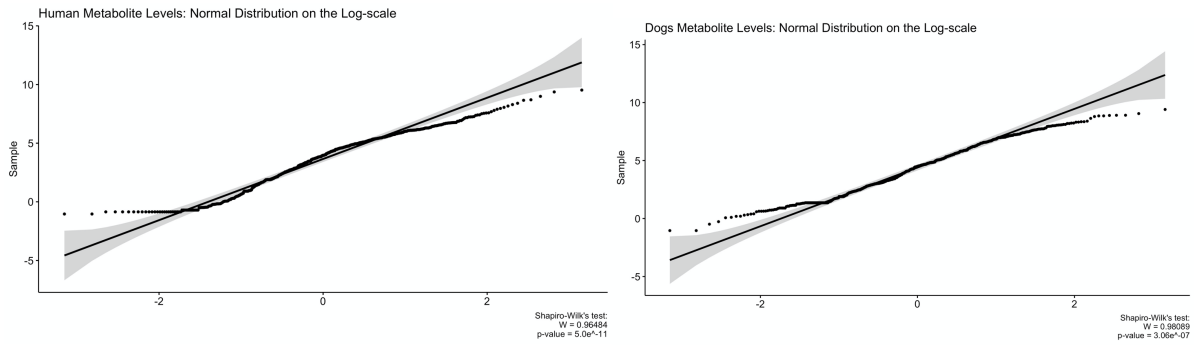 Human Metabolite Levels: Normal Distribution on the Log-scale
15
10
5
0
-5
Sample
-2
0
2
Shapiro-Wilk's test:
W = 0.96484
p-value = 5.0e^-11
Dogs Metabolite Levels: Normal Distribution on the Log-scale
15
10
5
0
-5
Sample
-2
0
2
Shapiro-Wilk's test:
W = 0.98089
p-value = 3.06e^-07